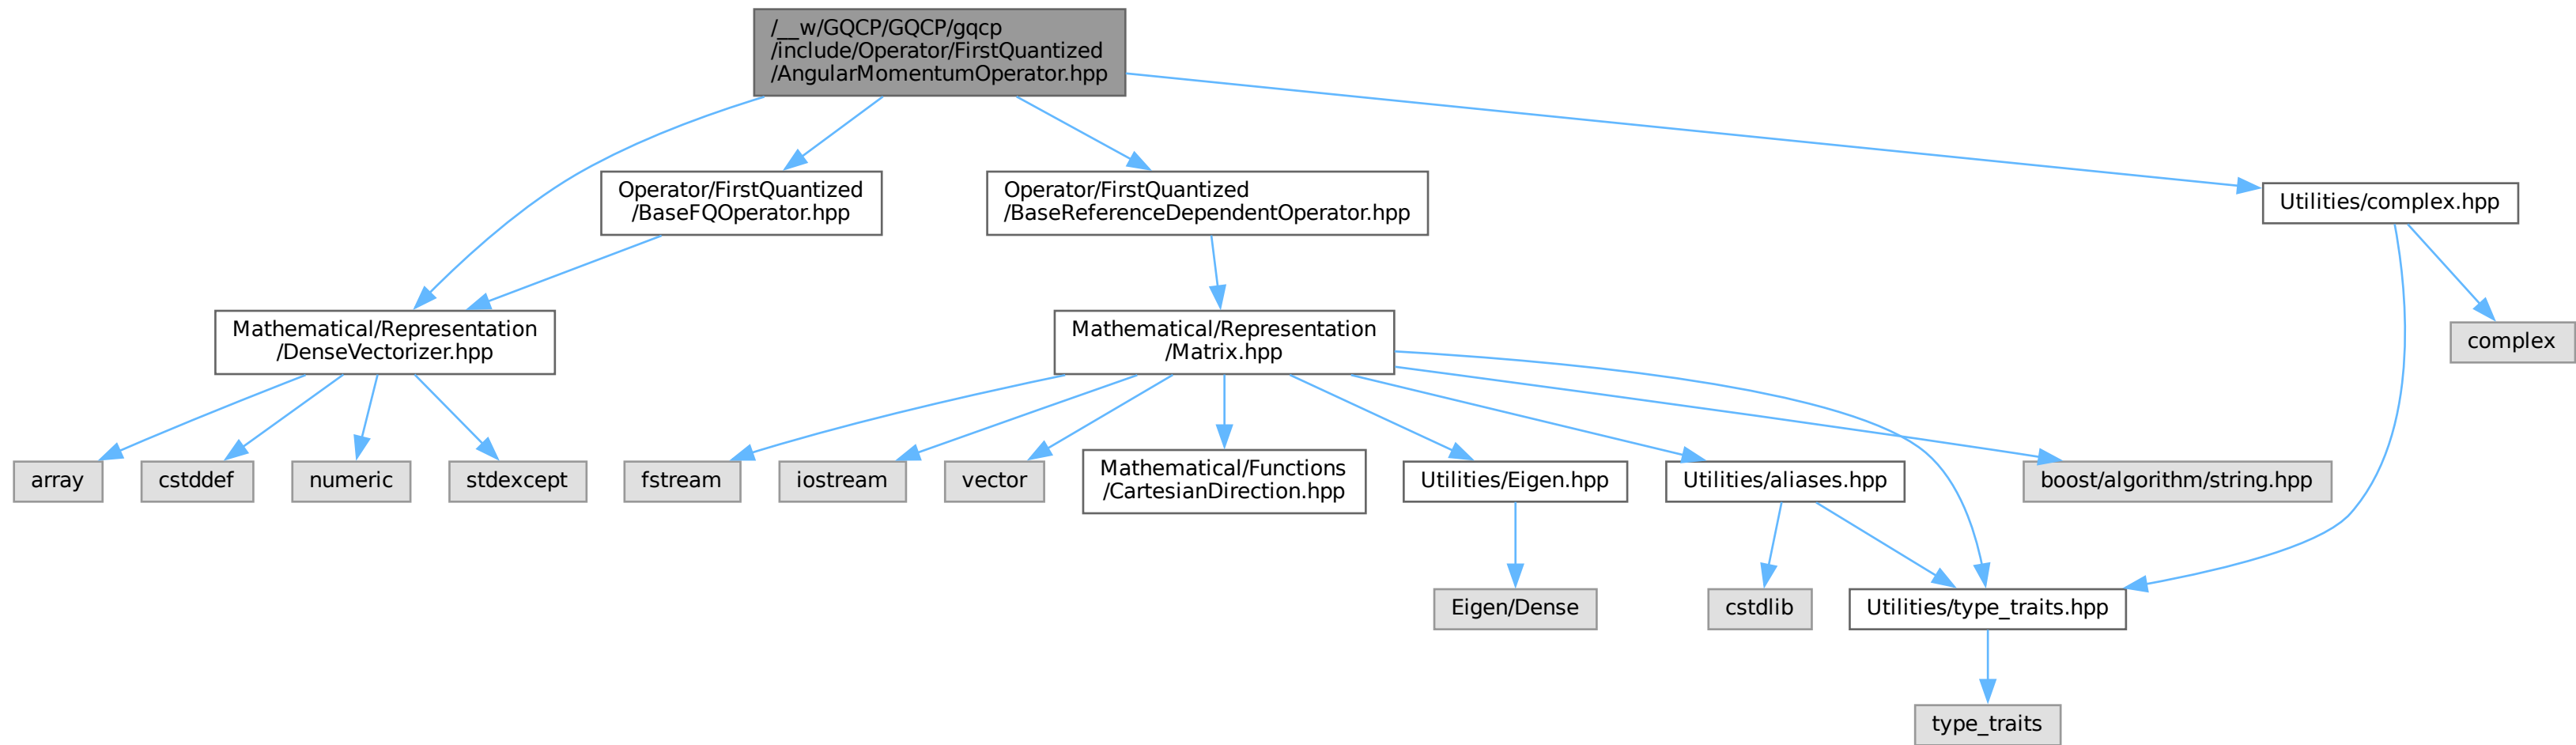 /__w/GQCP/GQCP/gqcp
/include/Operator/FirstQuantized
/AngularMomentumOperator.hpp
Operator/FirstQuantized
/BaseFQOperator.hpp
Operator/FirstQuantized
/BaseReferenceDependentOperator.hpp
Utilities/complex.hpp
Mathematical/Representation
/DenseVectorizer.hpp
Mathematical/Representation
/Matrix.hpp
complex
array
cstddef
numeric
stdexcept
fstream
iostream
vector
Mathematical/Functions
/CartesianDirection.hpp
Utilities/Eigen.hpp
Utilities/aliases.hpp
boost/algorithm/string.hpp
Eigen/Dense
cstdlib
Utilities/type_traits.hpp
type_traits